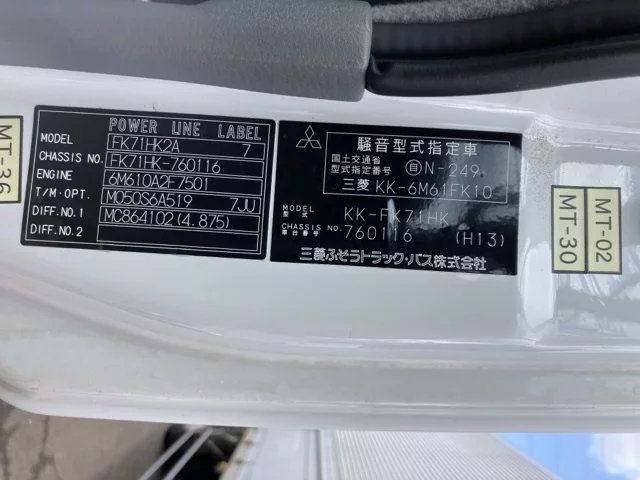 MT-36
POWER LINE LABEL
MODEL FK71HK2A 7
CHASSIS NO. FK71HK-760116
ENGINE 6M610A2F7501
T/M・OPT. M050S6A519 7JU
DIFF.NO.1 MC864102(4.875)
DIFF.NO.2
騒音型式指定車
国土交通省
型式指定番号 自N-249
三菱 KK-6M61FK10
MODEL
型式 KK-FK71HK
CHASSIS NO.
車台番号 760116 (H13)
三菱ふそうトラック・バス株式会社
MT-30
MT-02